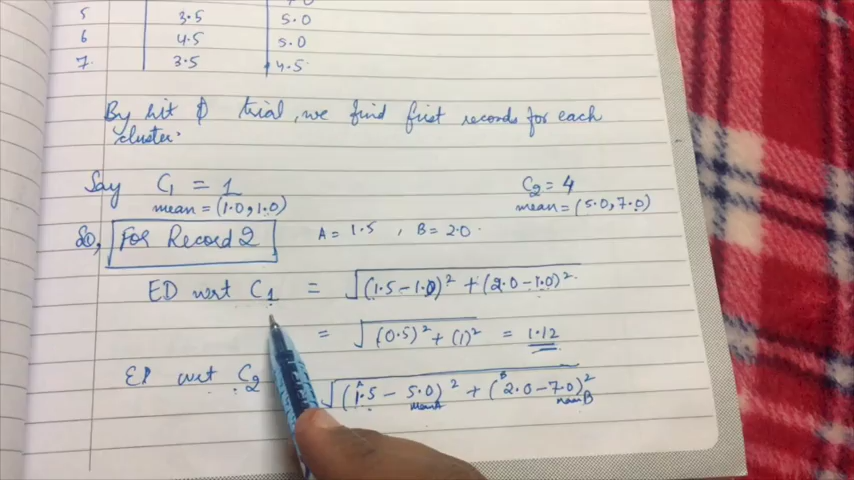 5 3.5 5.0
6 4.5 5.0
7. 3.5 4.5
By hit & trial, we find first records for each
cluster.
Say C1 = 1 C2 = 4
mean = (1.0, 1.0) mean = (5.0, 7.0)
So, For Record 2 A = 1.5 , B = 2.0
ED wrt C1 = √(1.5-1.0)² + (2.0-1.0)²
= √(0.5)² + (1)² = 1.12
ED wrt C2 √(1.5 - 5.0)² + (2.0-7.0)²
A mean A B mean B